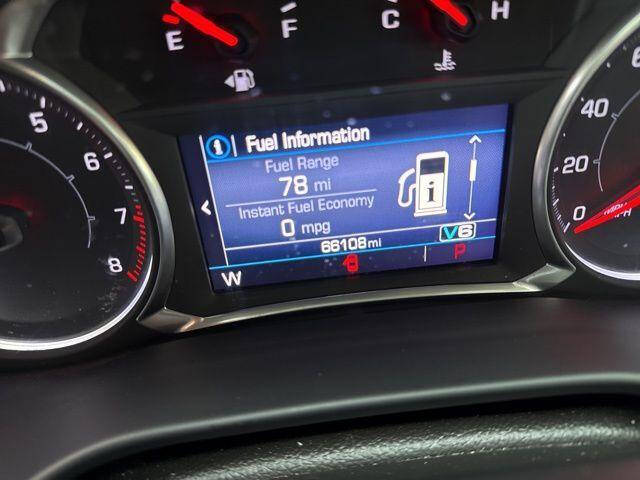 E F C H
5 6 7 8
Fuel Information
Fuel Range
78 mi
Instant Fuel Economy
0 mpg
66108 mi V6
W P
40 20 0
MPH